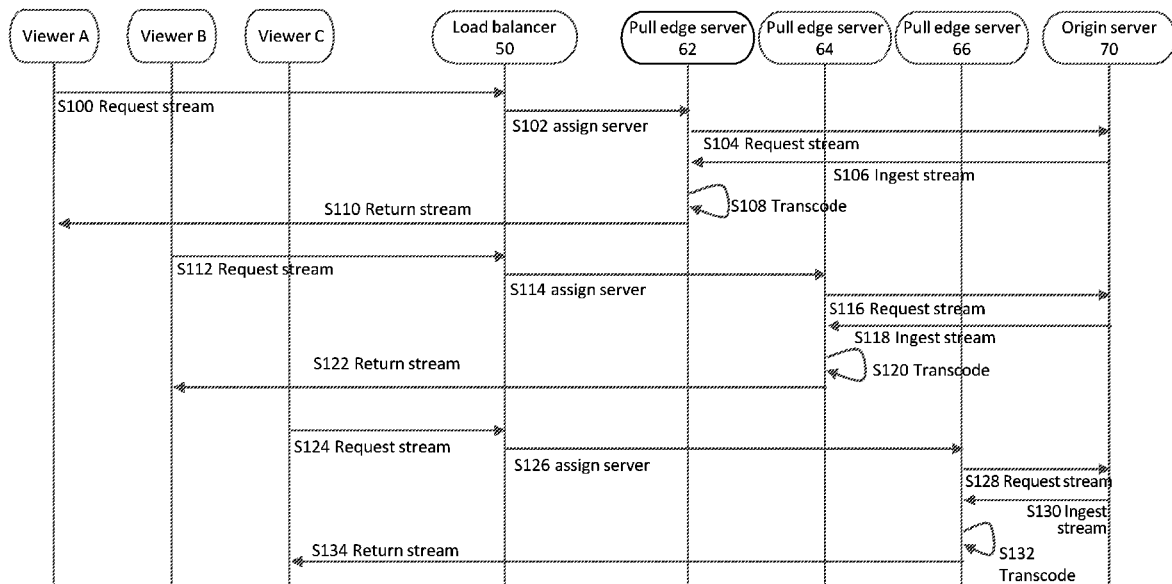 Viewer A
Viewer B
Viewer C
Load balancer
50
Pull edge server
62
Pull edge server
64
Pull edge server
66
Origin server
70
S100 Request stream
S102 assign server
S104 Request stream
S106 Ingest stream
S108 Transcode
S110 Return stream
S112 Request stream
S114 assign server
S116 Request stream
S118 Ingest stream
S120 Transcode
S122 Return stream
S124 Request stream
S126 assign server
S128 Request stream
S130 Ingest
stream
S132
Transcode
S134 Return stream